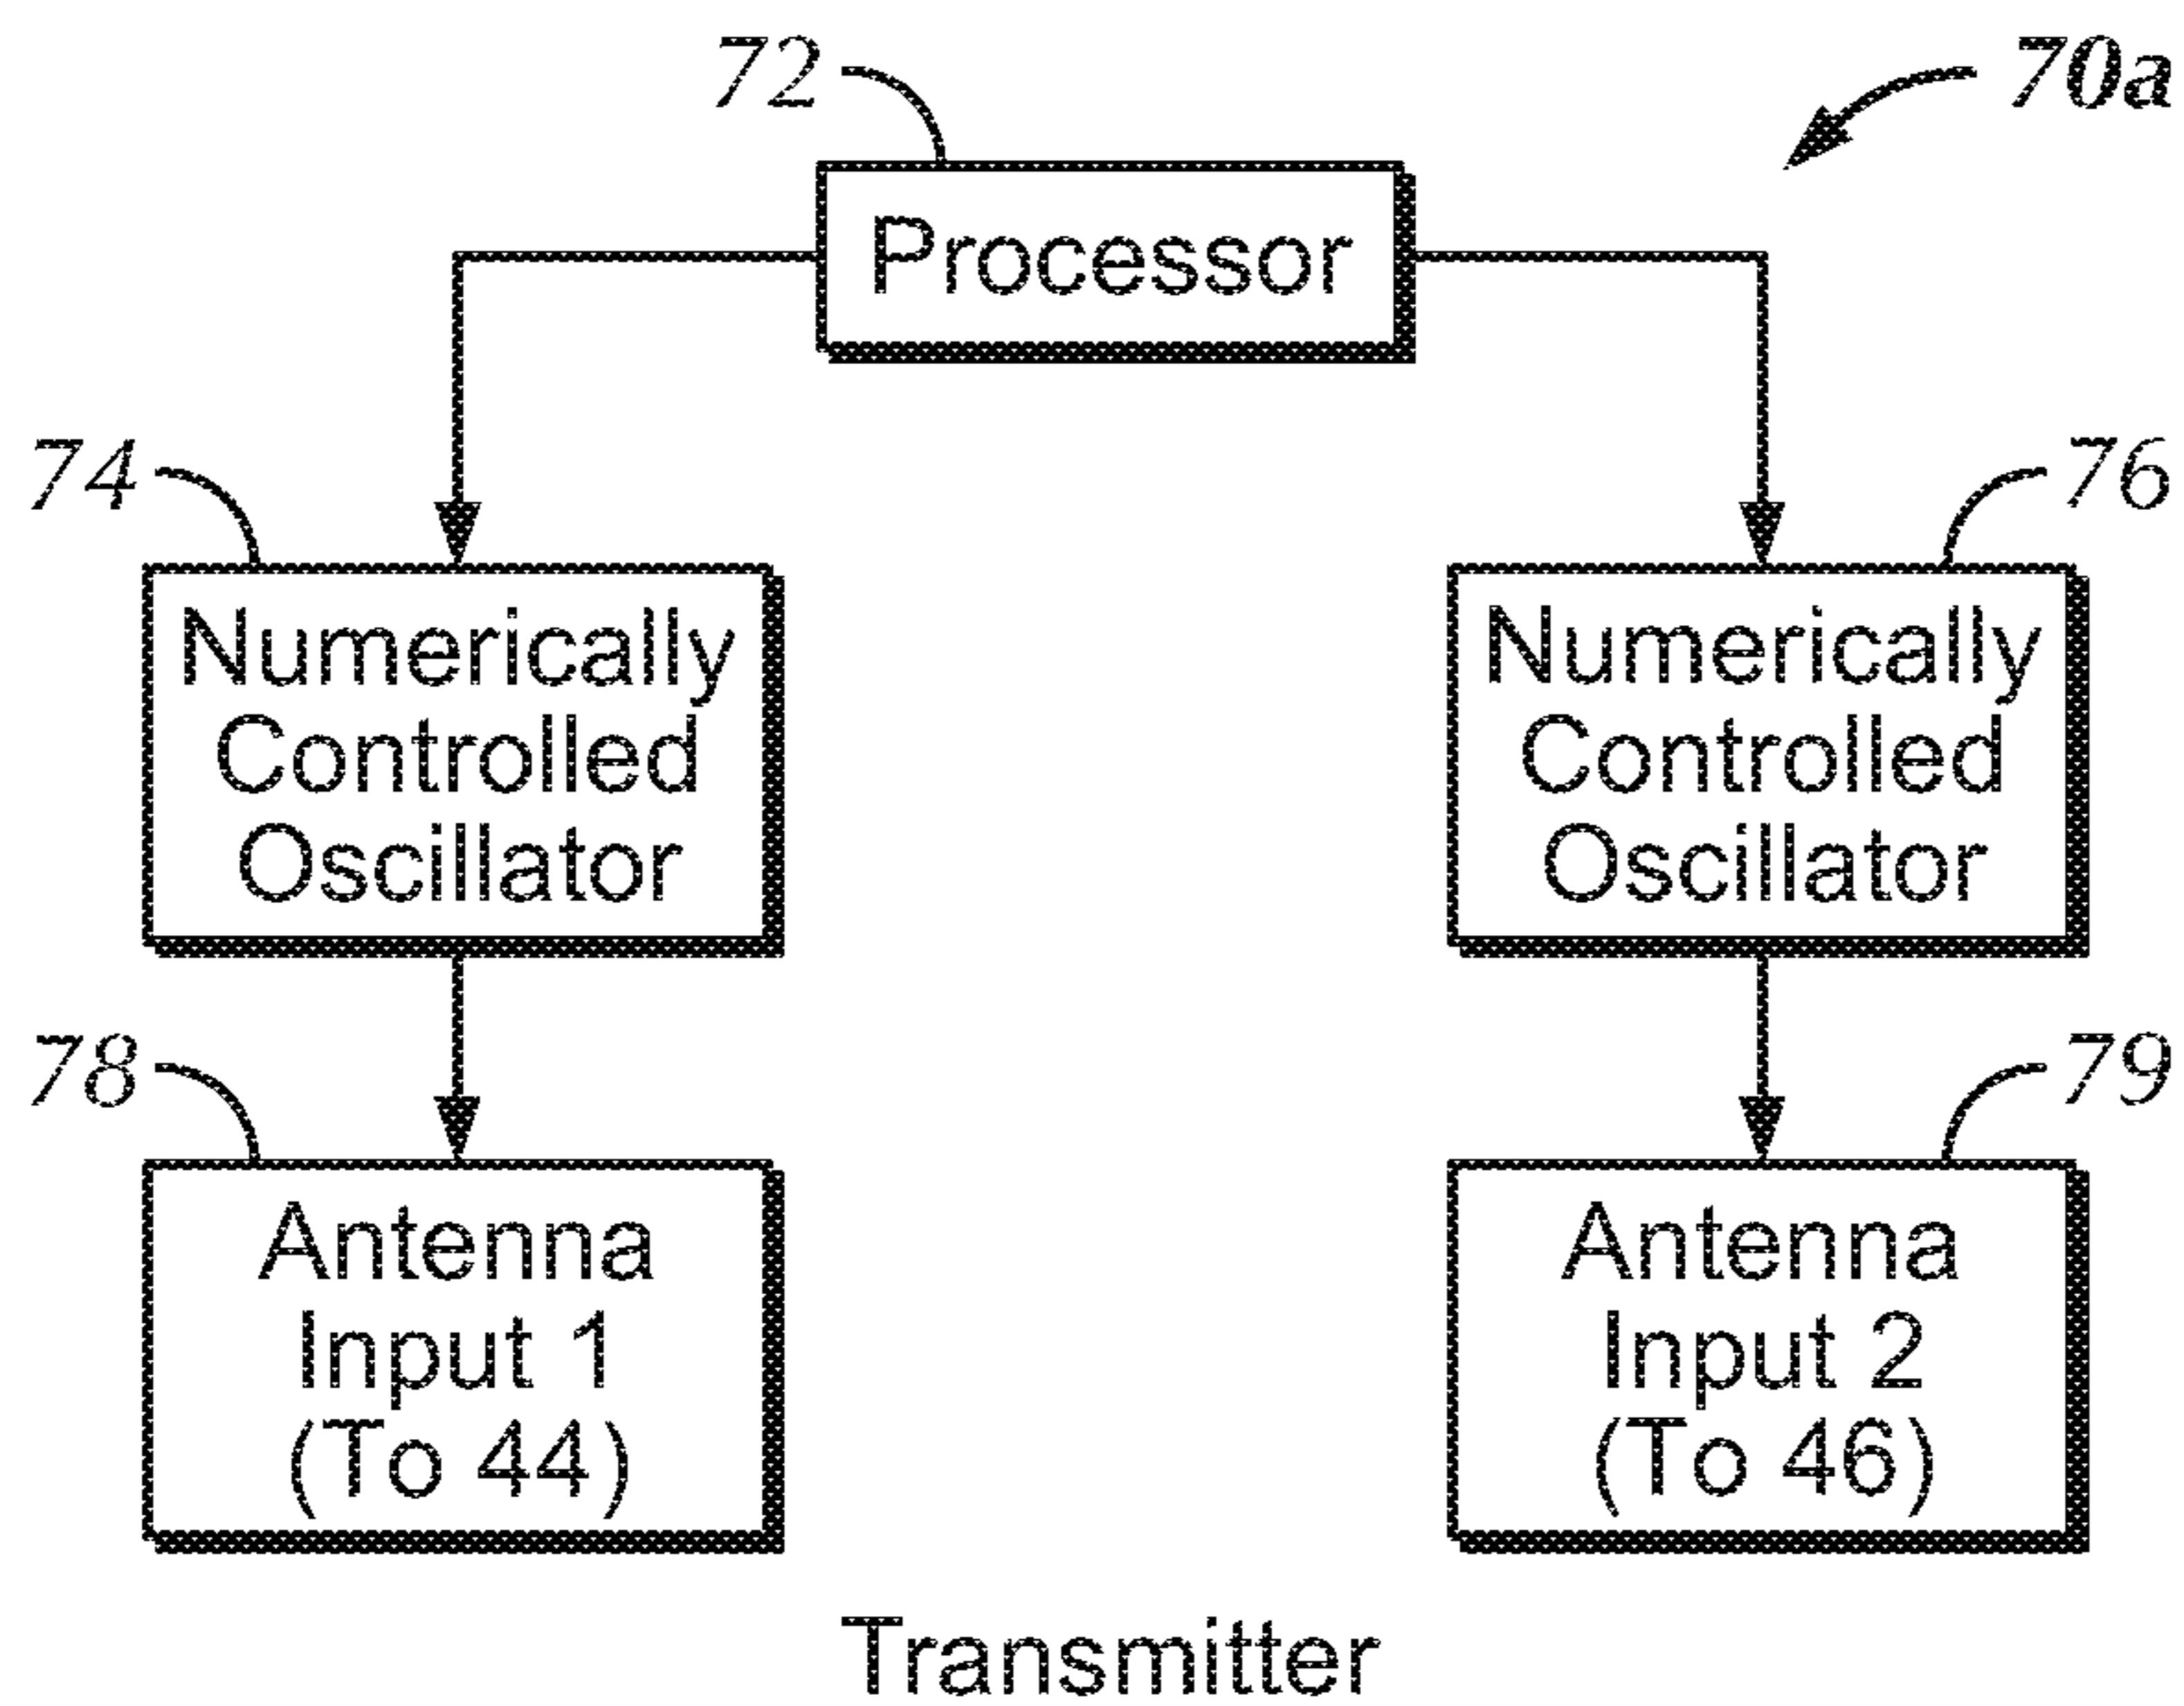 72
70a
Processor
74
76
Numerically
Controlled
Oscillator
Numerically
Controlled
Oscillator
78
79
Antenna
Input 1
(To 44)
Antenna
Input 2
(To 46)
Transmitter